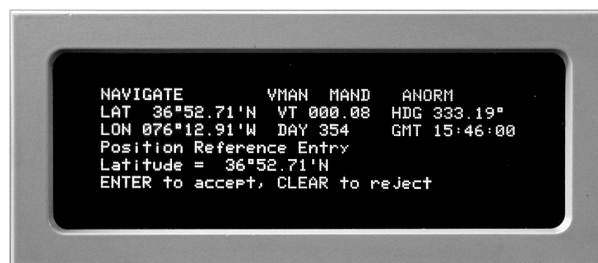 NAVIGATE VMAN MAND ANORM
LAT 36°52.71'N VT 000.08 HDG 333.19°
LON 076°12.91'W DAY 354 GMT 15:46:00
Position Reference Entry
Latitude = 36°52.71'N
ENTER to accept, CLEAR to reject